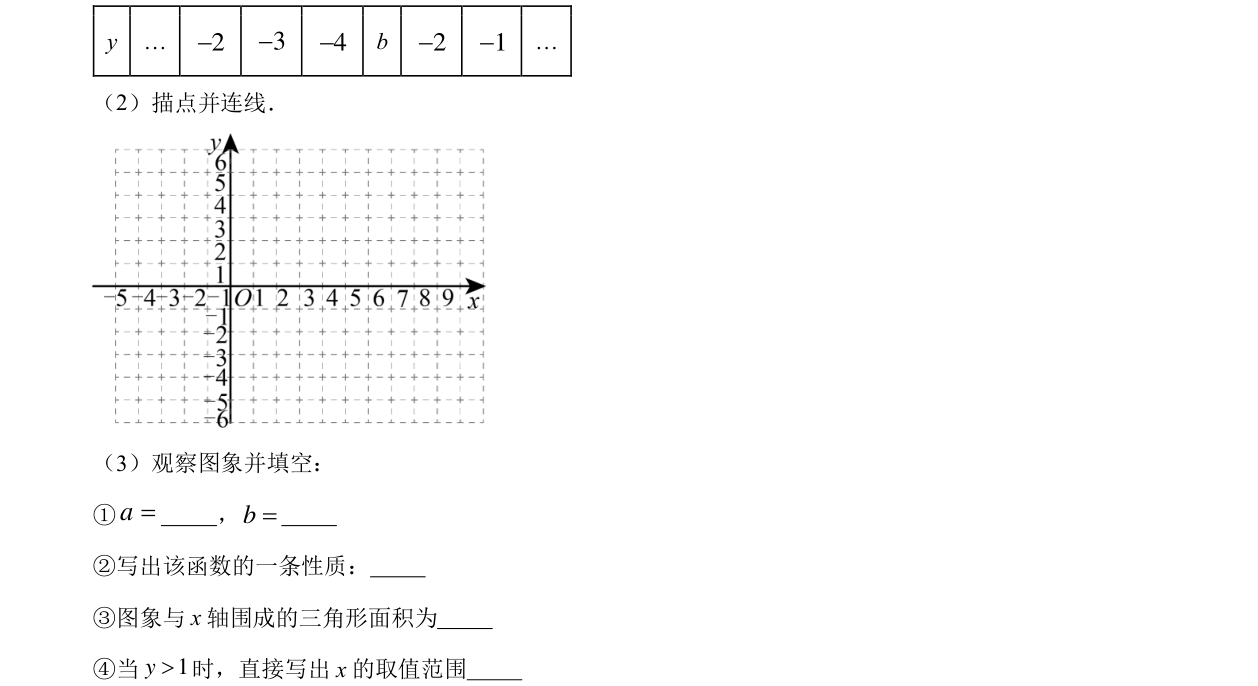 y … −2 −3 −4 b −2 −1 …
（2）描点并连线．
y
6
5
4
3
2
1
−5 −4 −3 −2 −1 O 1 2 3 4 5 6 7 8 9 x
−1
−2
−3
−4
−5
−6
（3）观察图象并填空：
①a = _____，b = _____
②写出该函数的一条性质：_____
③图象与 x 轴围成的三角形面积为_____
④当 y > 1 时，直接写出 x 的取值范围_____